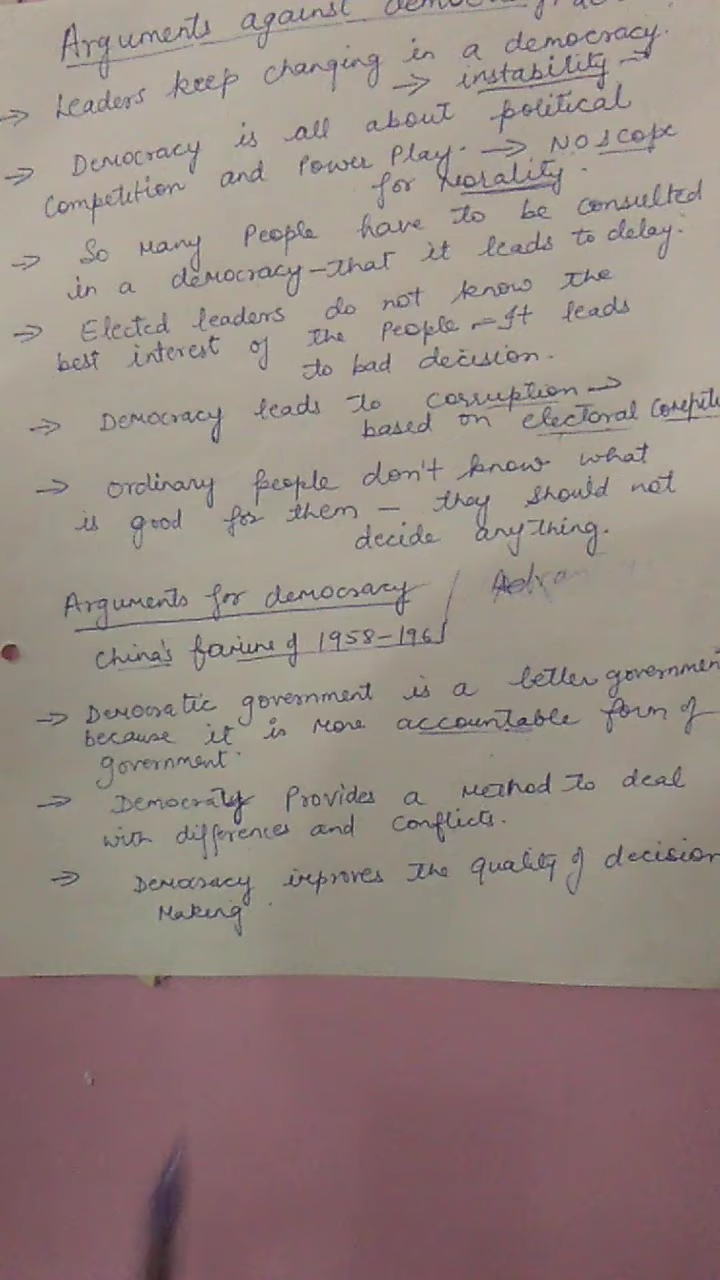 Arguments against democracy
→ Leaders keep changing in a democracy.
→ instability →
→ Democracy is all about political
competition and Power Play. → No scope
for Morality.
→ So Many People have to be consulted
in a democracy - that it leads to delay.
→ Elected leaders do not know the
best interest of the People - It leads
to bad decision.
→ Democracy leads to corruption →
based on electoral
→ Ordinary people don't know what
is good for them - they should not
decide anything.
Arguments for democracy /
China's famine of 1958-1961
→ Democratic government is a better
because it is More accountable form of
government.
→ Democraty Provides a Method to deal
with differences and conflicts.
→ Democracy improves the quality of decision
Making